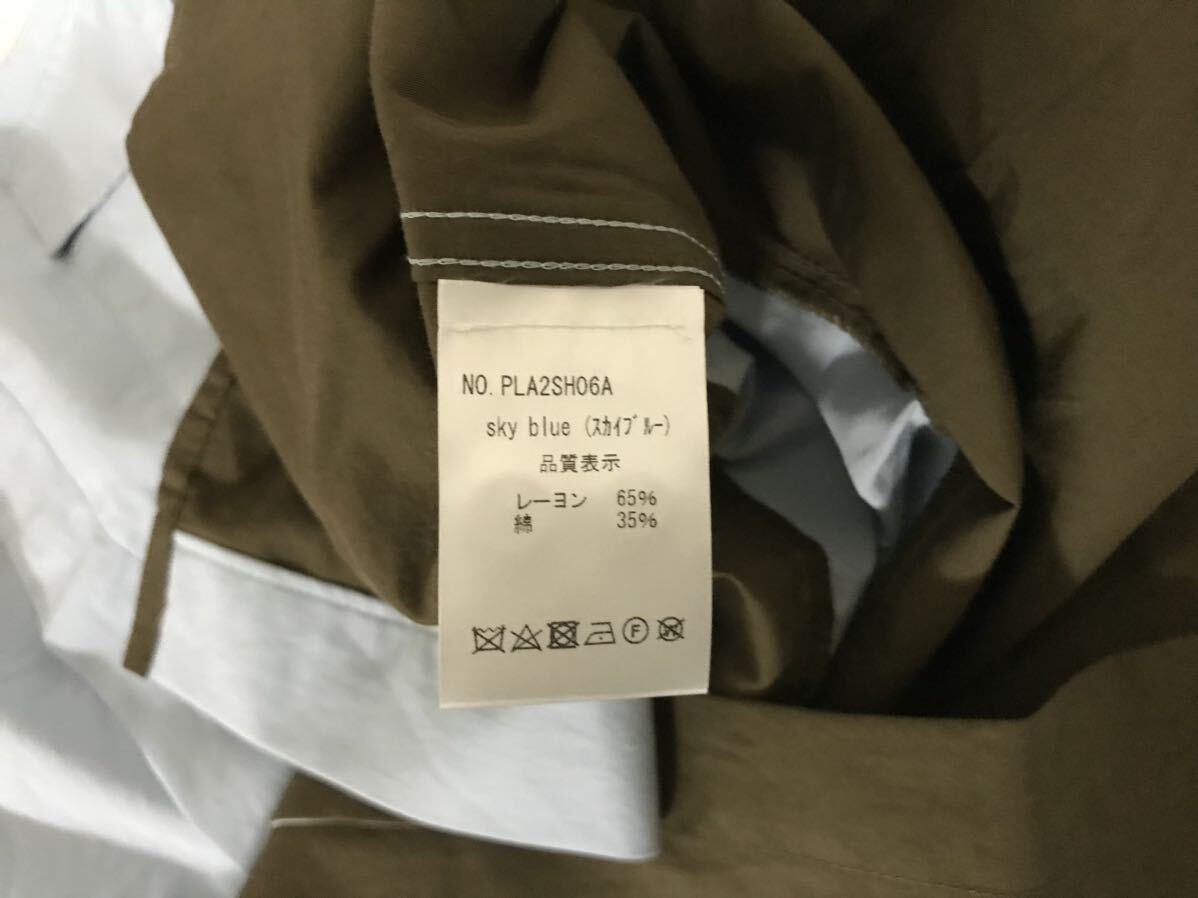 NO. PLA2SH06A
sky blue (ｽｶｲﾌﾞﾙｰ)
品質表示
レーヨン 65%
綿 35%
F
W